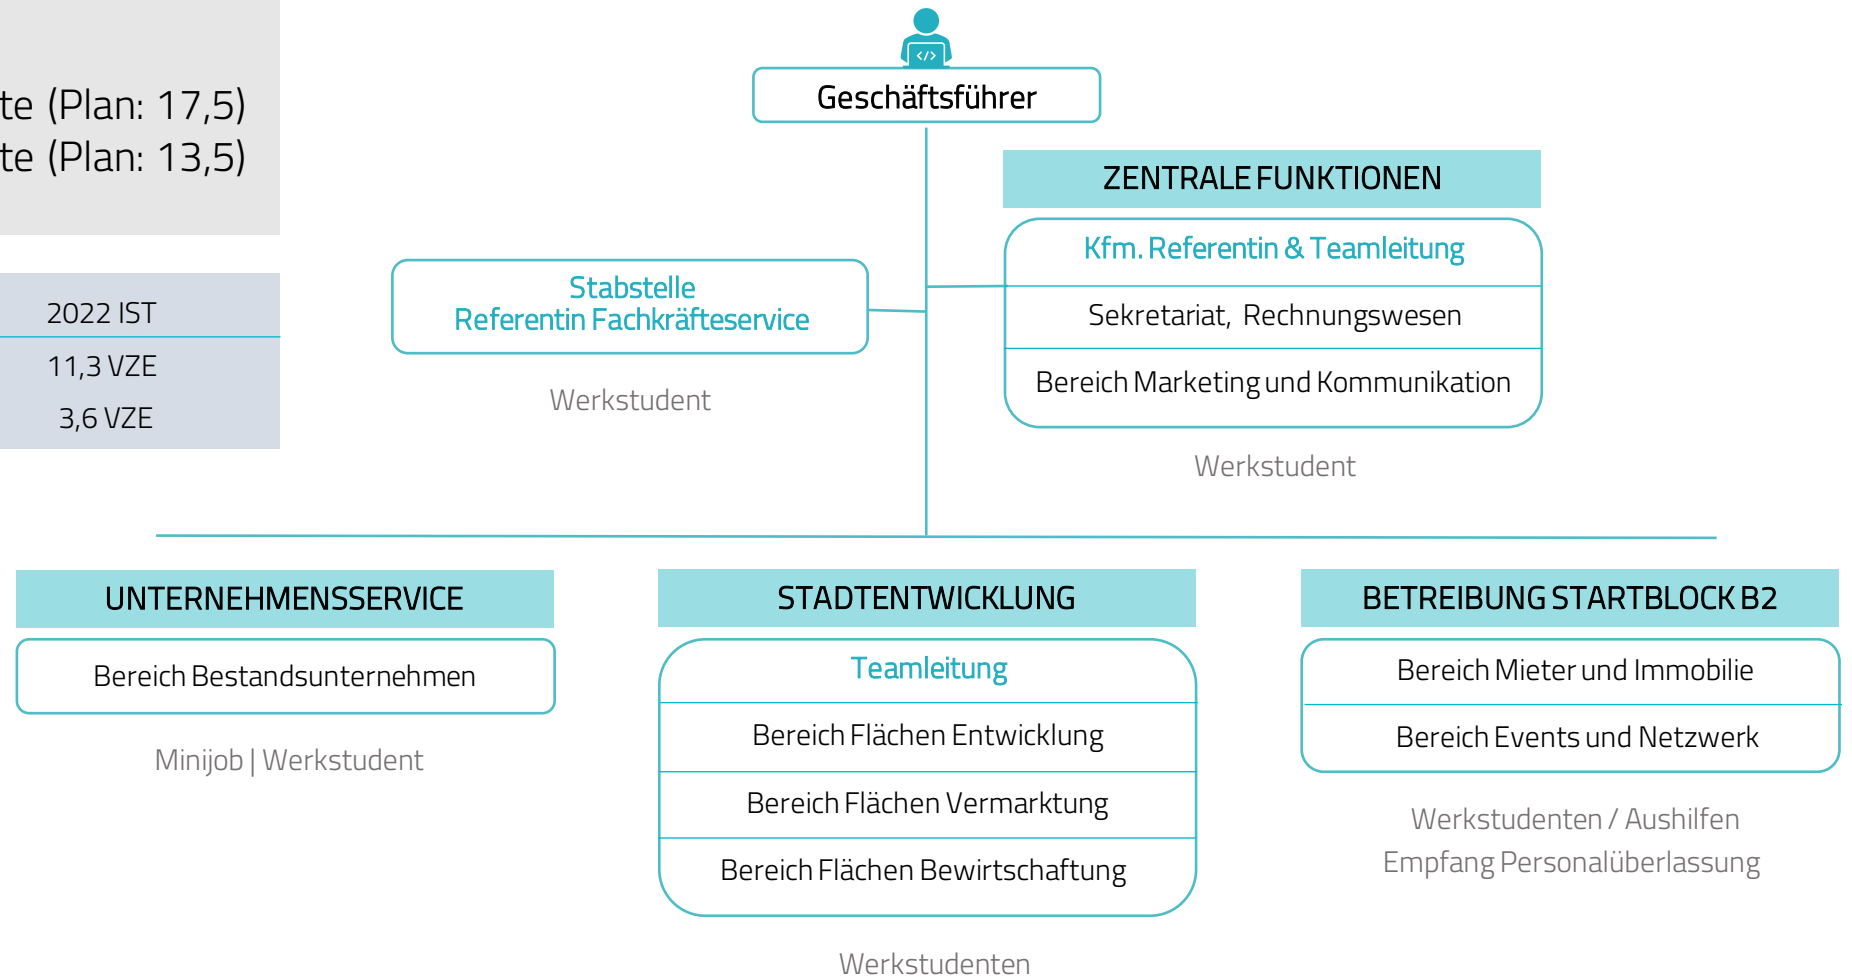 te (Plan: 17,5)
te (Plan: 13,5)
2022 IST
11,3 VZE
3,6 VZE
</>
Geschäftsführer
ZENTRALE FUNKTIONEN
Kfm. Referentin & Teamleitung
Sekretariat, Rechnungswesen
Bereich Marketing und Kommunikation
Werkstudent
Stabstelle
Referentin Fachkräfteservice
Werkstudent
UNTERNEHMENSSERVICE
Bereich Bestandsunternehmen
Minijob | Werkstudent
STADTENTWICKLUNG
Teamleitung
Bereich Flächen Entwicklung
Bereich Flächen Vermarktung
Bereich Flächen Bewirtschaftung
Werkstudenten
BETREIBUNG STARTBLOCK B2
Bereich Mieter und Immobilie
Bereich Events und Netzwerk
Werkstudenten / Aushilfen
Empfang Personalüberlassung